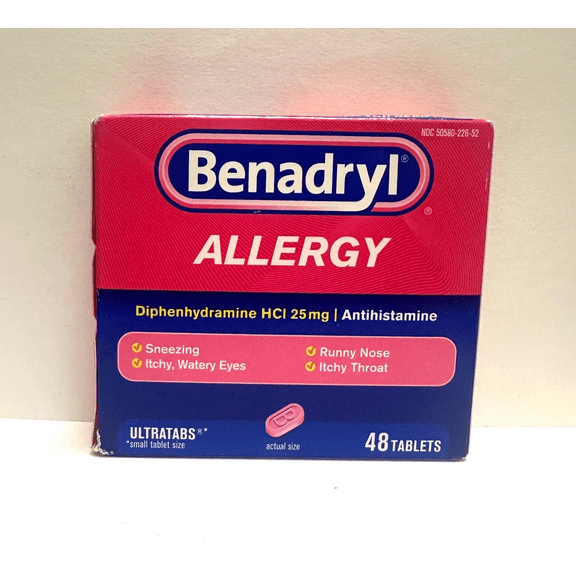 NDC 50580-226-52
Benadryl®
®
ALLERGY
Diphenhydramine HCl 25mg | Antihistamine
Sneezing
Runny Nose
Itchy, Watery Eyes
Itchy Throat
ULTRATABS®*
*small tablet size
B
actual size
48 TABLETS